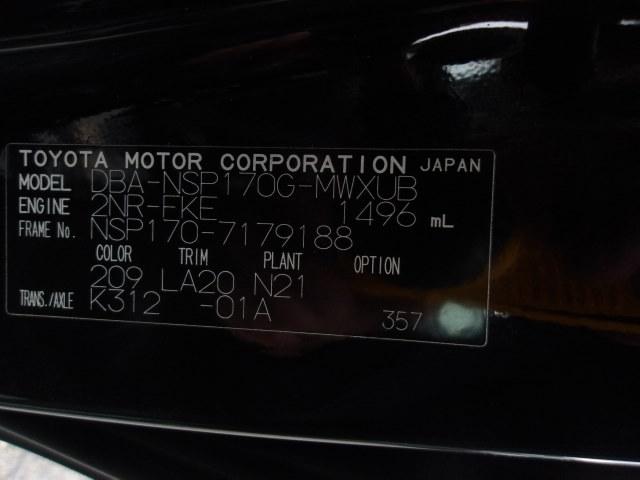 TOYOTA MOTOR CORPORATION JAPAN
MODEL DBA-NSP170G-MWXUB
ENGINE 2NR-FKE 1496 mL
FRAME No. NSP170-7179188
COLOR TRIM PLANT OPTION
209 LA20 N21
TRANS./AXLE K312 -01A
357